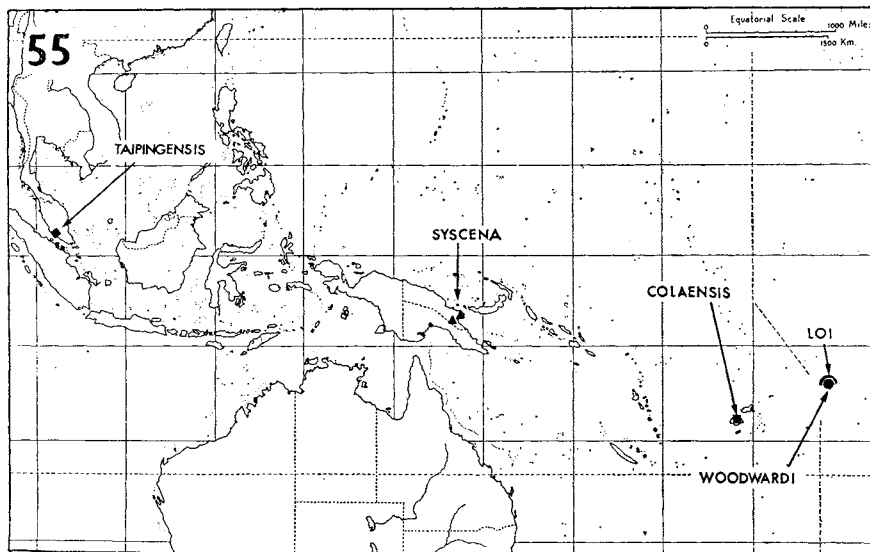 55
Equatorial Scale
0 1000 Miles
0 1500 Km.
TAIPINGENSIS
SYSCENA
COLAENSIS
LOI
WOODWARDI